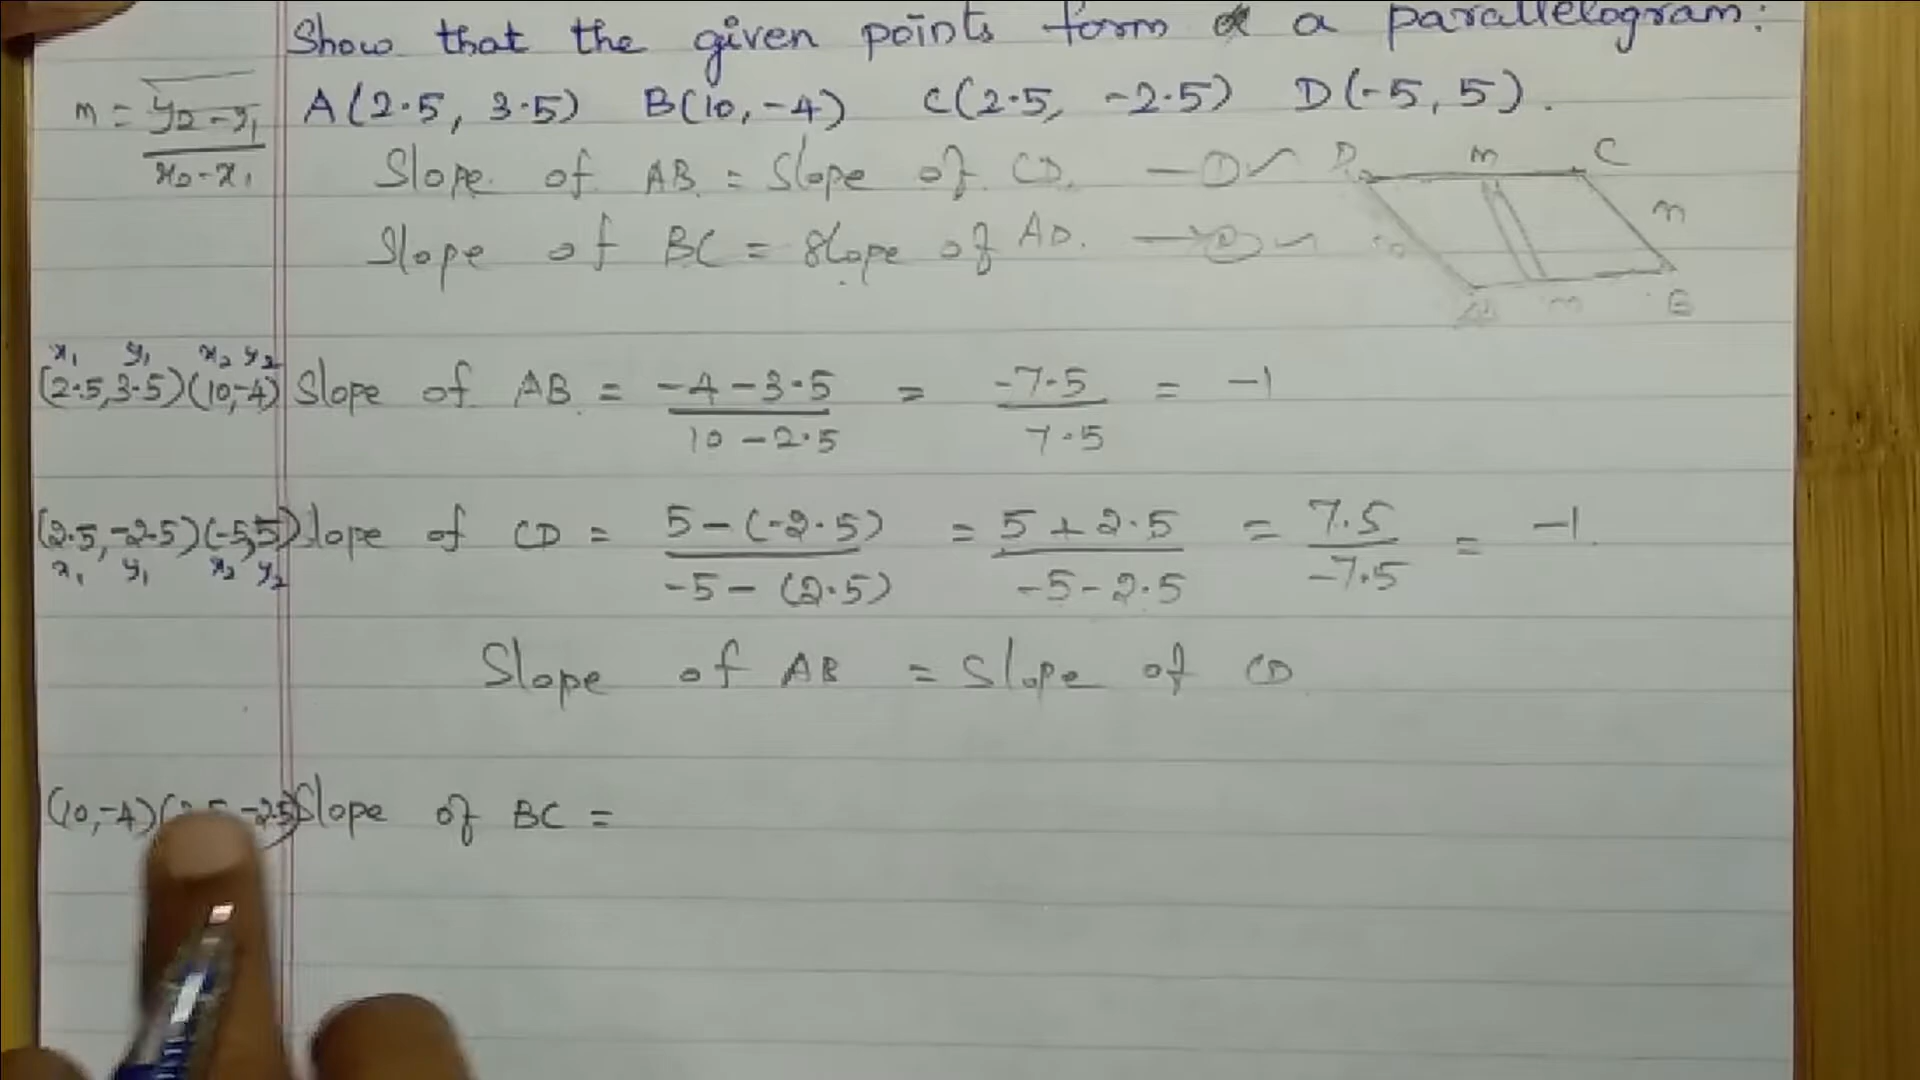 Show that the given points form a parallelogram:
m = y2-y1 / x2-x1
A(2.5, 3.5) B(10,-4) C(2.5, -2.5) D(-5, 5).
Slope of AB = Slope of CD. —①
Slope of BC = Slope of AD. —②
D m C
m
m B
x1 y1 x2 y2
(2.5,3.5)(10,-4) Slope of AB = -4-3.5 / 10-2.5 = -7.5 / 7.5 = -1
(2.5,-2.5)(-5,5) Slope of CD = 5-(-2.5) / -5-(2.5) = 5+2.5 / -5-2.5 = 7.5 / -7.5 = -1
x1 y1 x2 y2
Slope of AB = Slope of CD
(10,-4)( -2.5) Slope of BC =